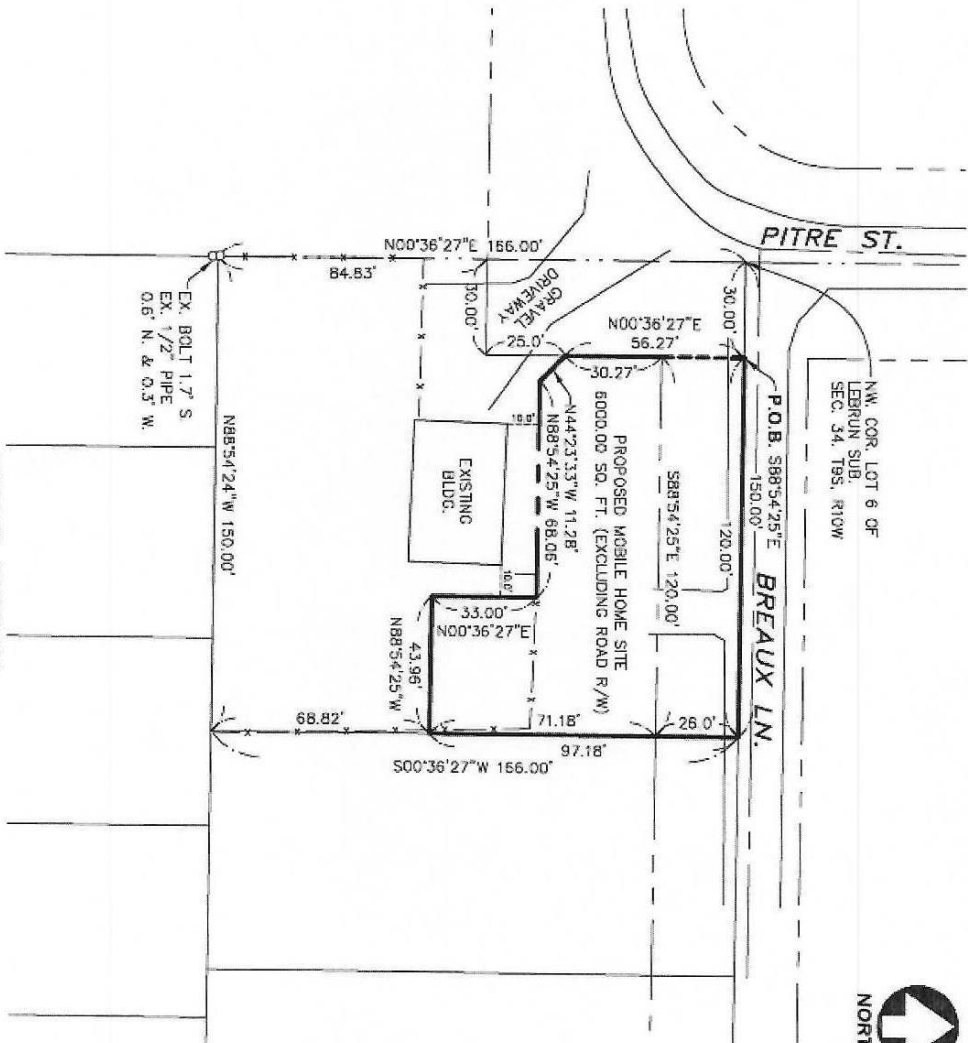 PITRE ST.
NW. COR. LOT 6 OF
LEBRUN SUB.
SEC. 34, T9S, R10W
P.O.B. S88°54'25"E
150.00'
BREAUX LN.
N00°36'27"E 156.00'
84.83'
30.00'
30.00'
GRAVEL
DRIVEWAY
25.0'
N00°36'27"E
56.27'
30.27'
120.00'
S88°54'25"E 120.00'
PROPOSED MOBILE HOME SITE
6000.00 SQ. FT. (EXCLUDING ROAD R/W)
N44°23'33"W 11.28'
N88°54'25"W 68.06'
10.0'
EXISTING
BLDG.
10.0'
33.00'
N00°36'27"E
43.96'
N88°54'25"W
71.18'
26.0'
97.18'
68.82'
S00°36'27"W 156.00'
N88°54'24"W 150.00'
EX. BOLT 1.7' S
EX. 1/2" PIPE
0.6' N. & 0.3' W.
NORT